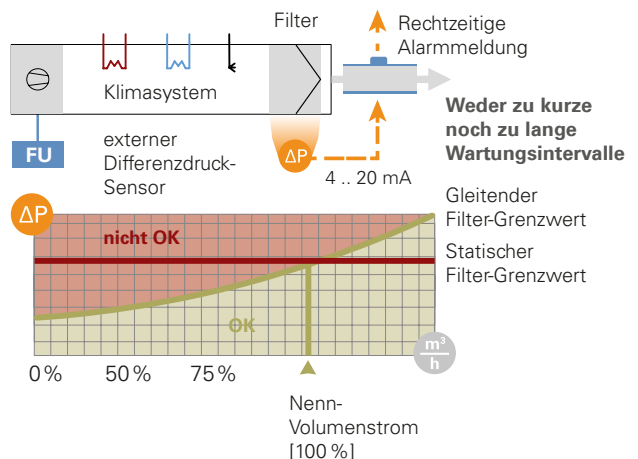 Filter
Rechtzeitige
Alarmmeldung
Klimasystem
Weder zu kurze
noch zu lange
Wartungsintervalle
FU
externer
Differenzdruck-
Sensor
ΔP
4 .. 20 mA
ΔP
Gleitender
Filter-Grenzwert
nicht OK
Statischer
Filter-Grenzwert
OK
m³
h
0 %
50 %
75 %
Nenn-
Volumenstrom
[100 %]